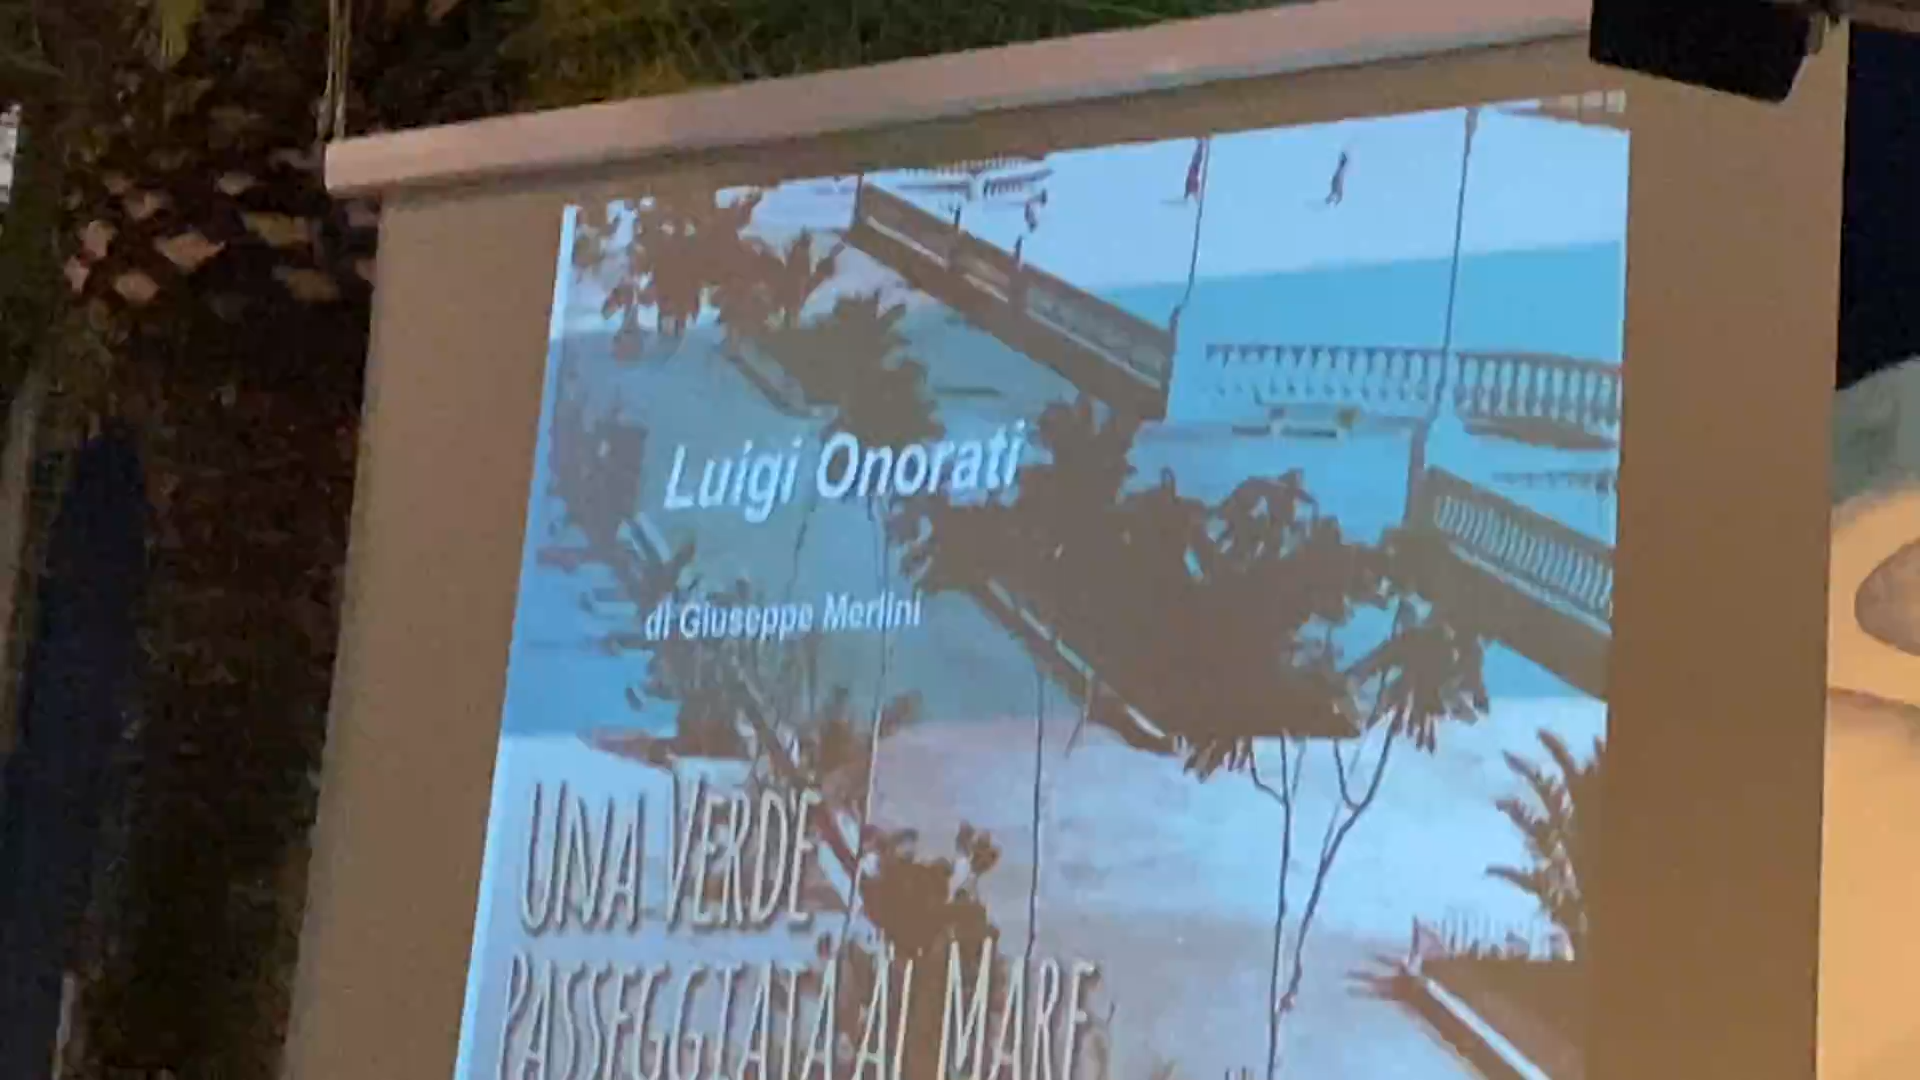 Luigi Onorati
di Giuseppe Merlini
UNA VERDE
PASSEGGIATA AL MARE